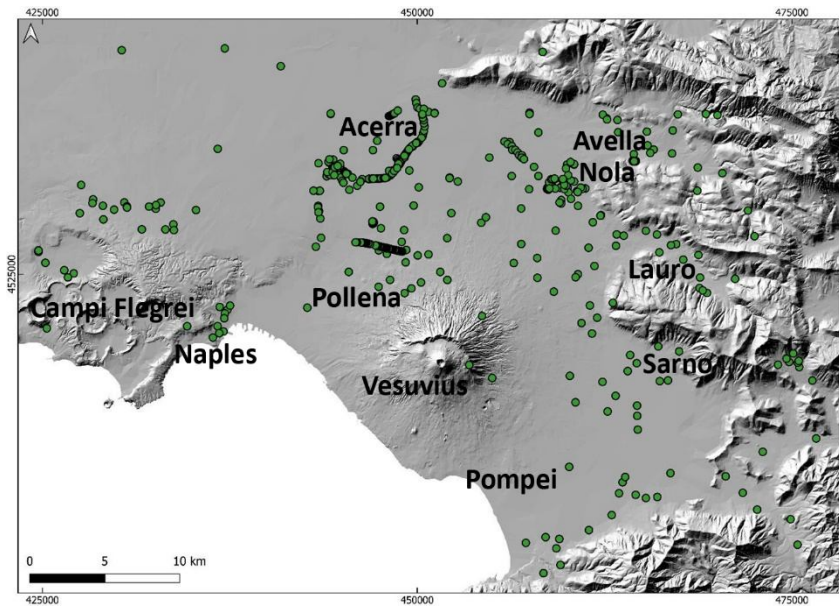 425000 450000 475000
Acerra
Avella
Nola
4525000
4525000
Lauro
Pollena
Campi Flegrei
Naples
Sarno
Vesuvius
Pompei
0 5 10 km
425000 450000 475000